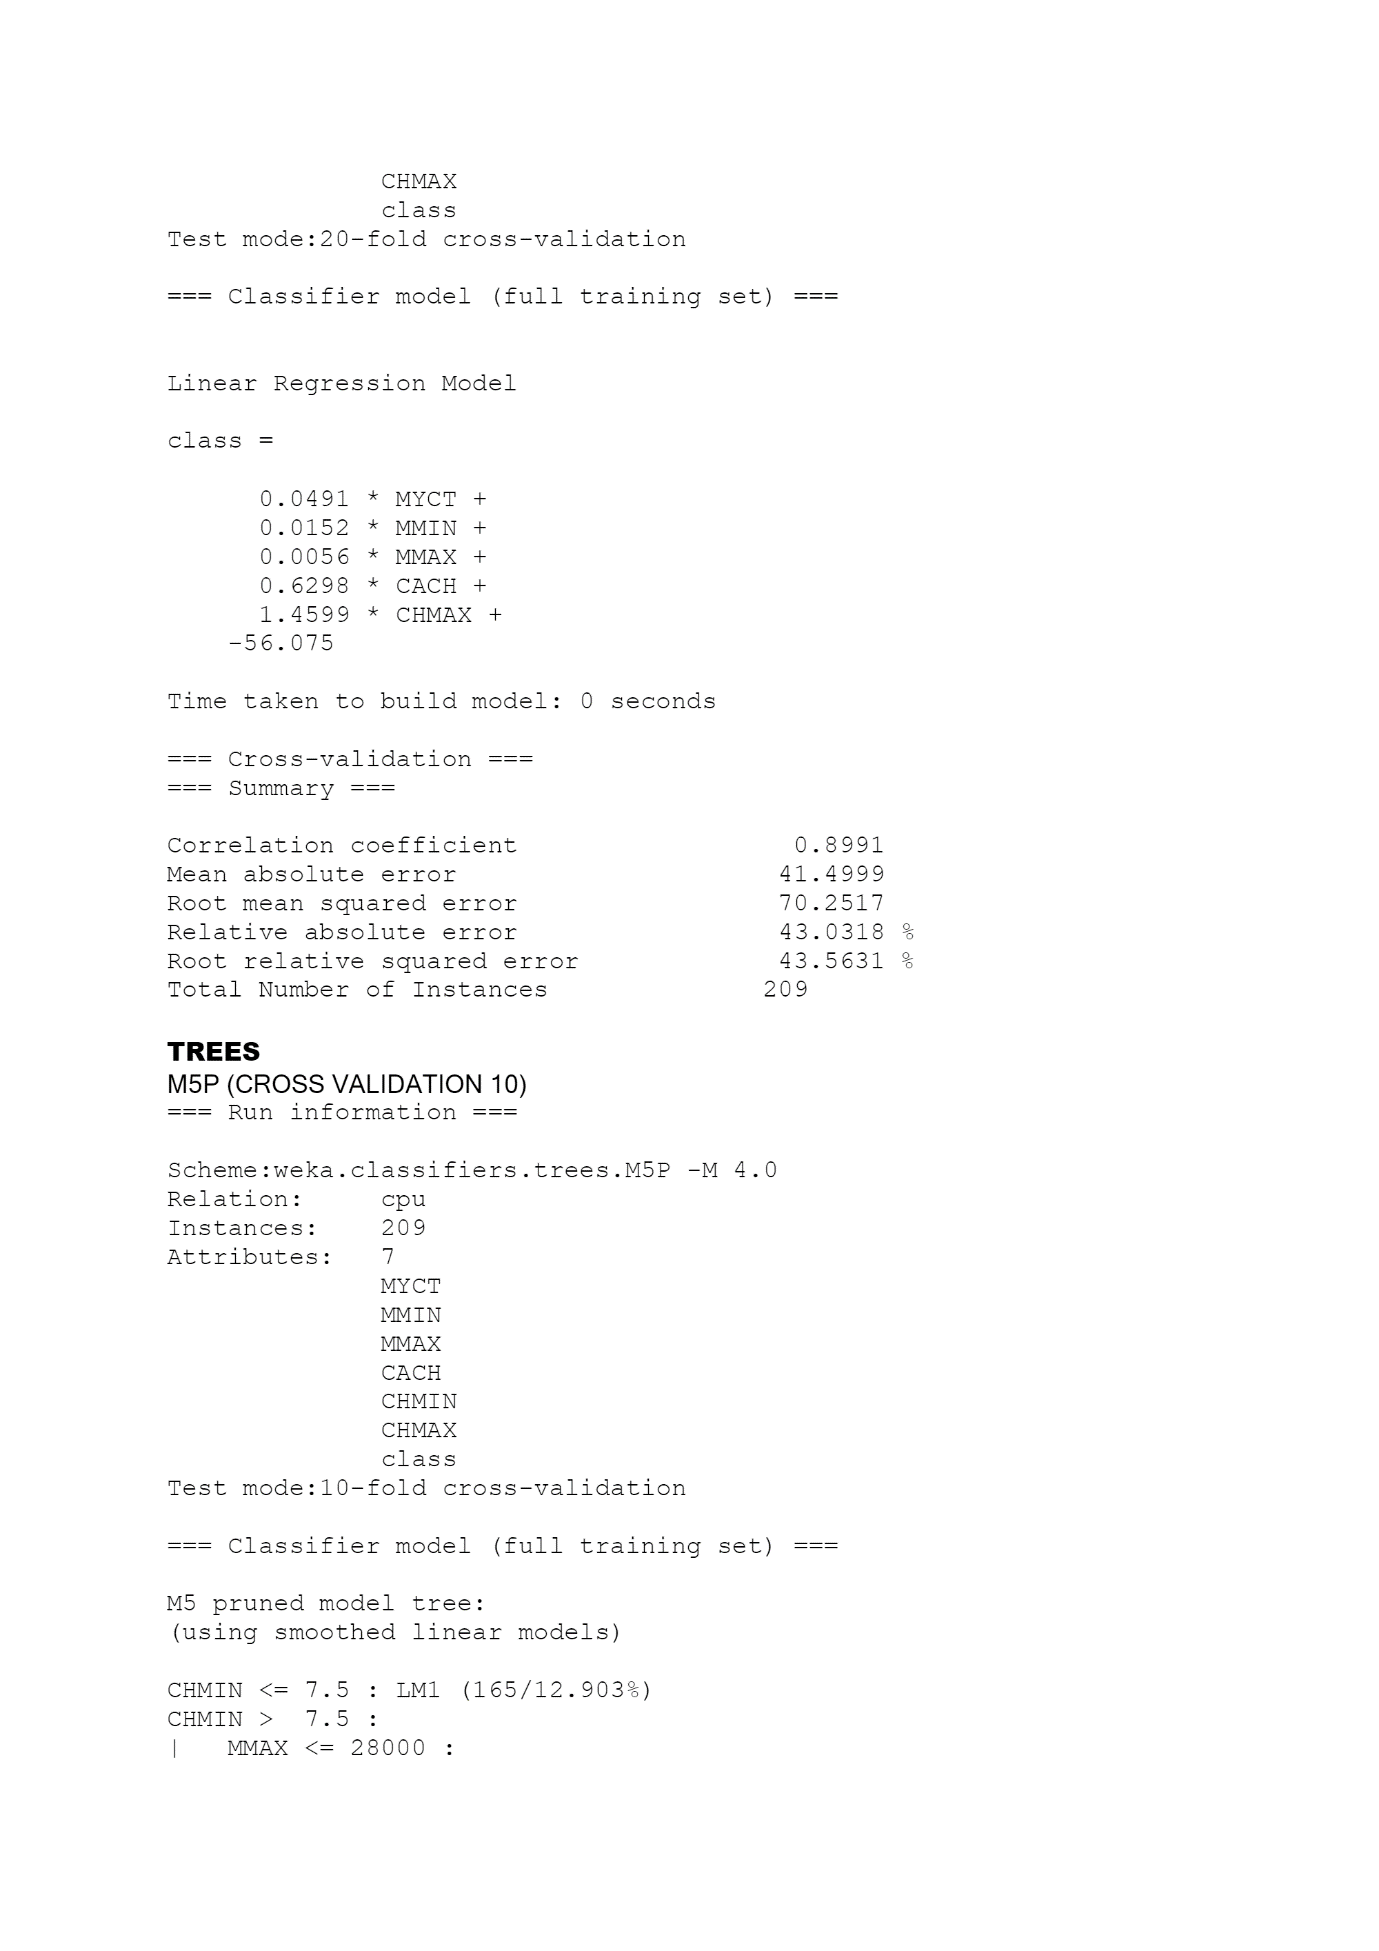 CHMAX
class
Test mode:20-fold cross-validation
=== Classifier model (full training set) ===
Linear Regression Model
class =
0.0491 * MYCT +
0.0152 * MMIN +
0.0056 * MMAX +
0.6298 * CACH +
1.4599 * CHMAX +
-56.075
Time taken to build model: 0 seconds
=== Cross-validation ===
=== Summary ===
Correlation coefficient 0.8991
Mean absolute error 41.4999
Root mean squared error 70.2517
Relative absolute error 43.0318 %
Root relative squared error 43.5631 %
Total Number of Instances 209
TREES
M5P (CROSS VALIDATION 10)
=== Run information ===
Scheme:weka.classifiers.trees.M5P -M 4.0
Relation: cpu
Instances: 209
Attributes: 7
MYCT
MMIN
MMAX
CACH
CHMIN
CHMAX
class
Test mode:10-fold cross-validation
=== Classifier model (full training set) ===
M5 pruned model tree:
(using smoothed linear models)
CHMIN <= 7.5 : LM1 (165/12.903%)
CHMIN > 7.5 :
| MMAX <= 28000 :